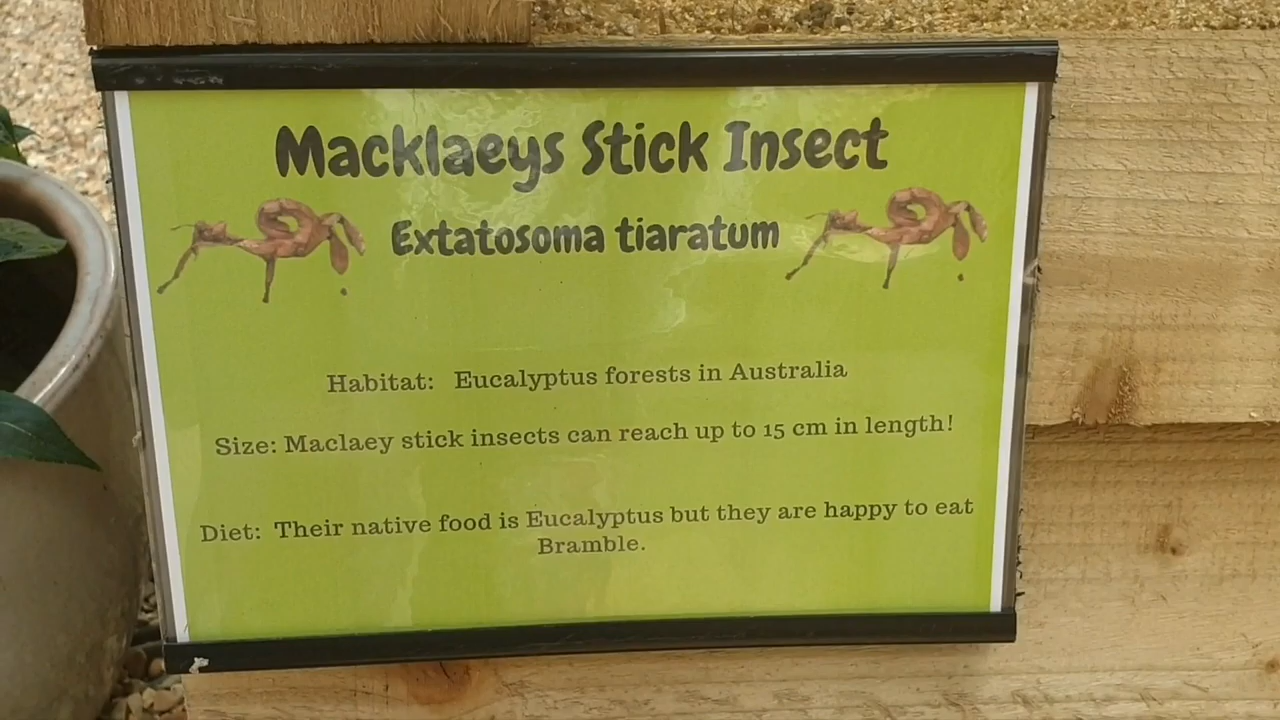 Macklaeys Stick Insect
Extatosoma tiaratum
Habitat: Eucalyptus forests in Australia
Size: Maclaey stick insects can reach up to 15 cm in length!
Diet: Their native food is Eucalyptus but they are happy to eat
Bramble.